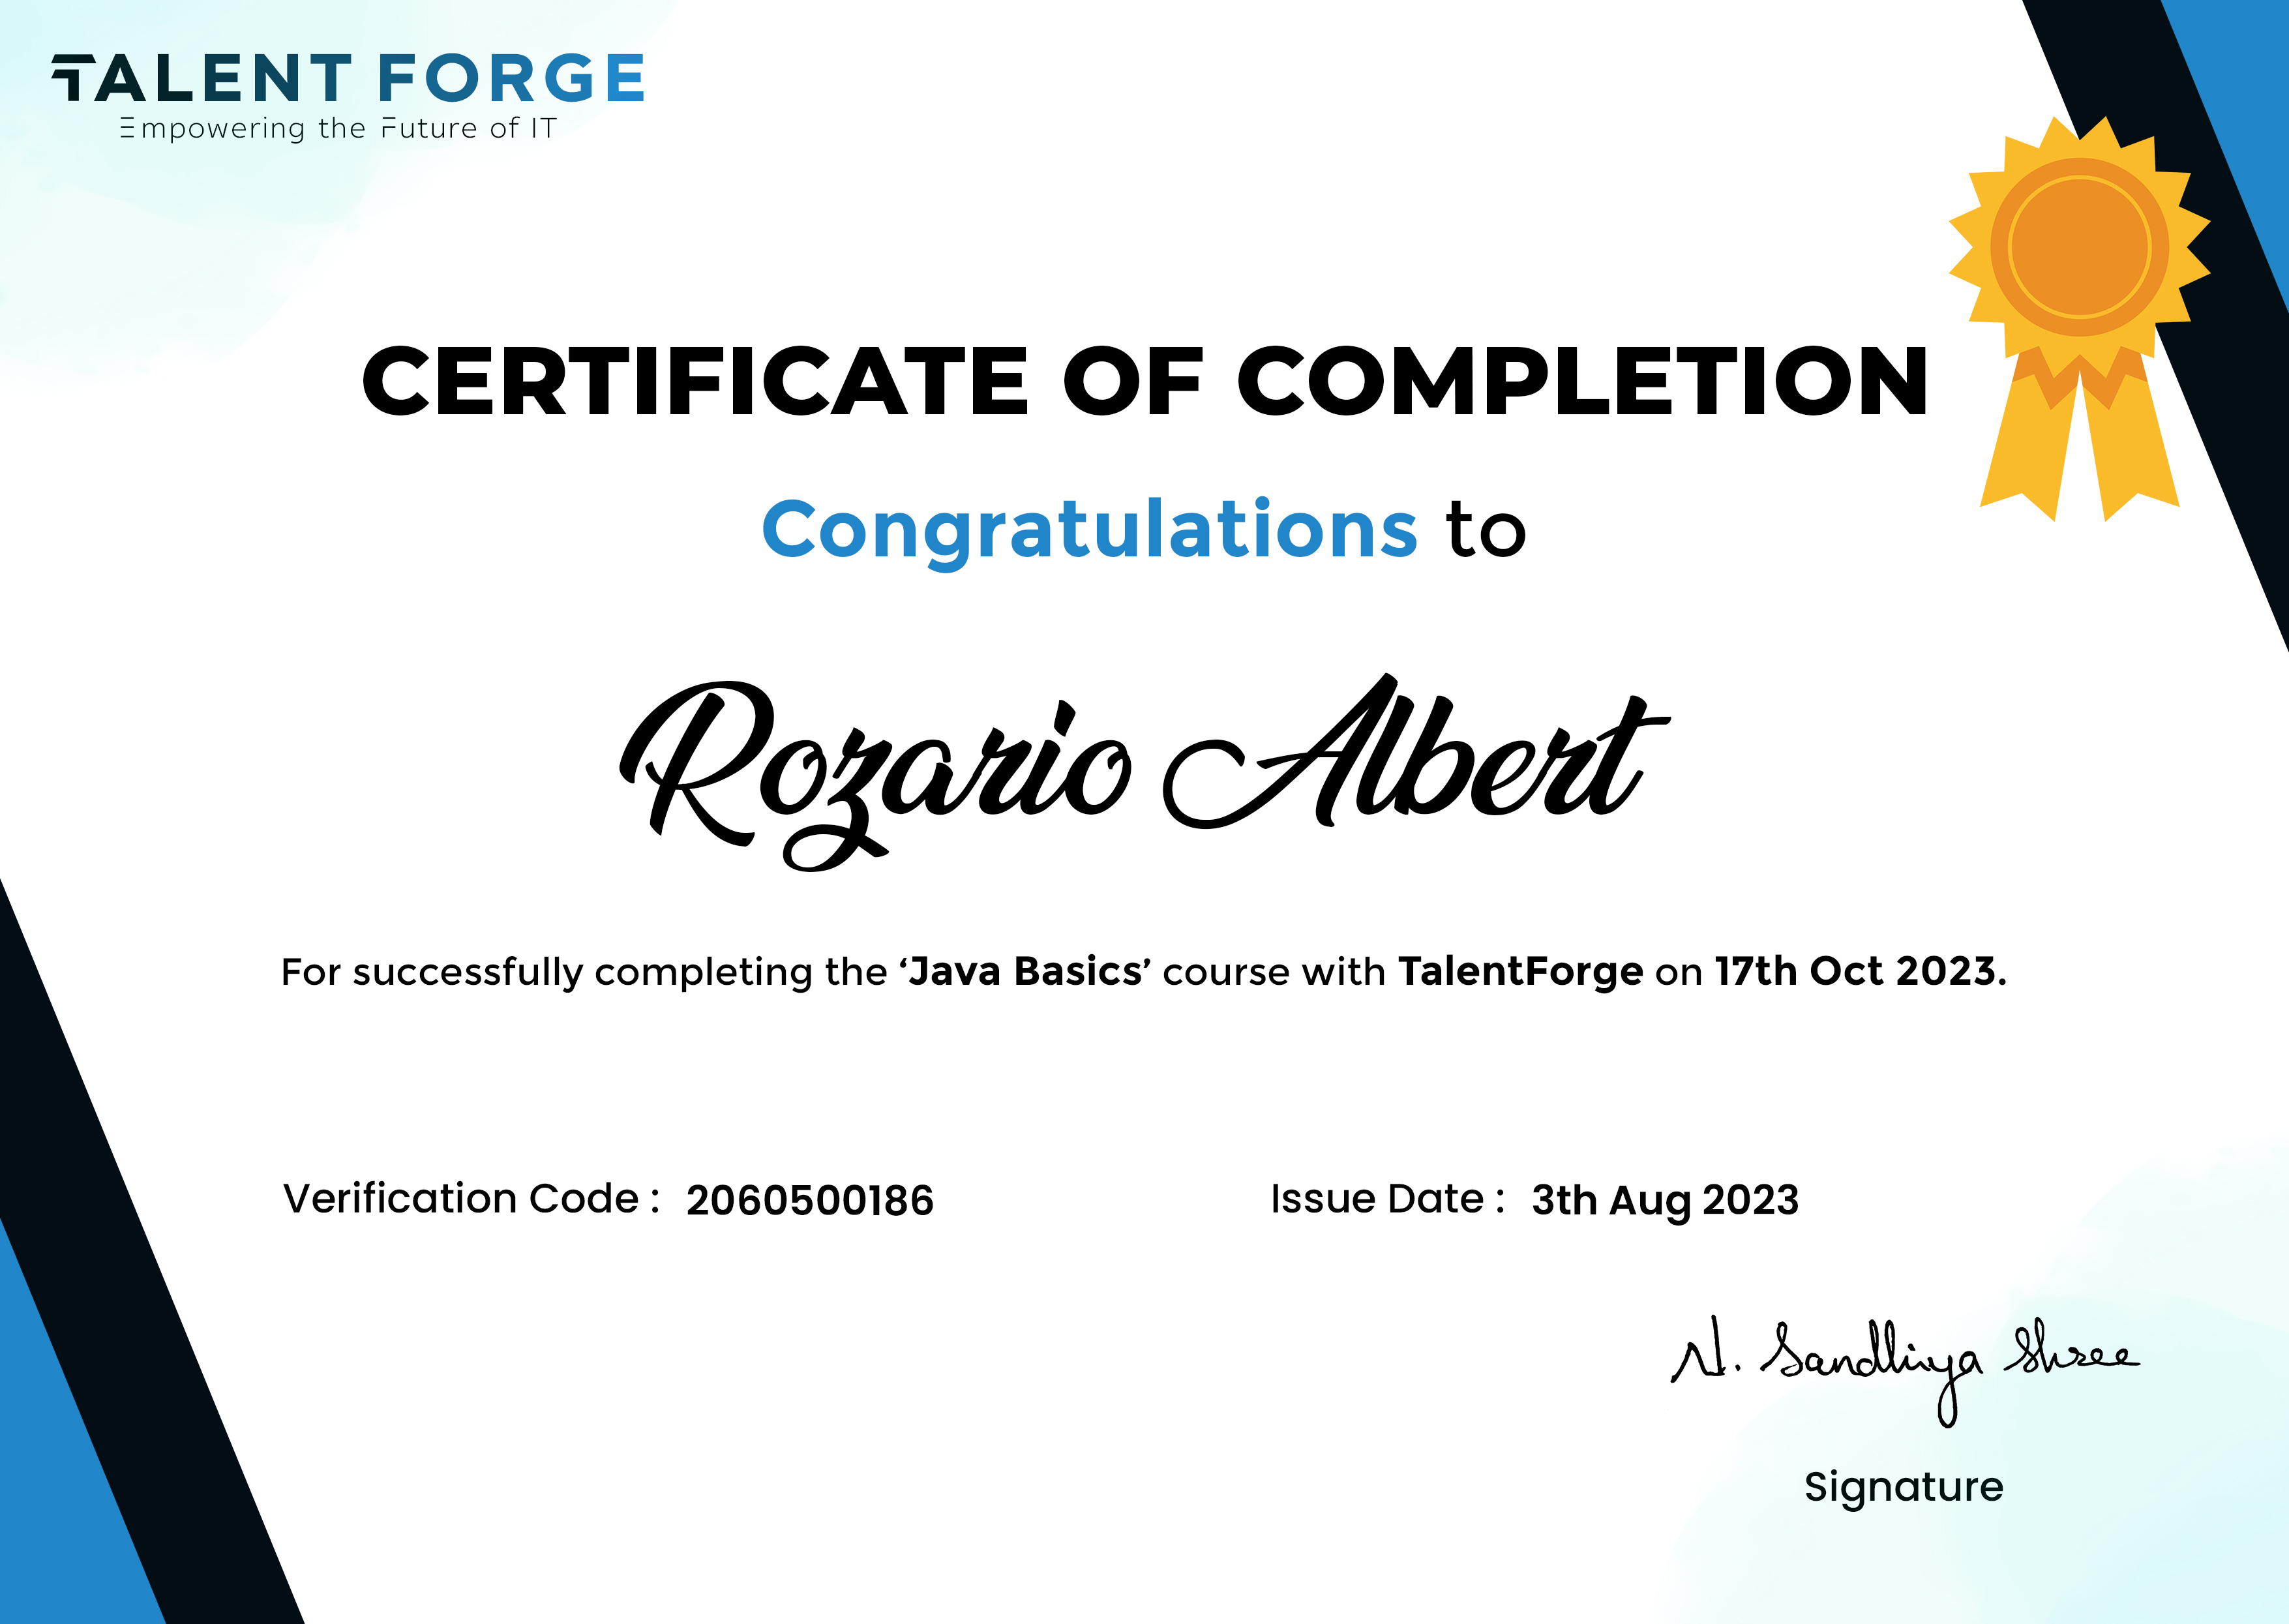 TALENT FORGE
Empowering the Future of IT
CERTIFICATE OF COMPLETION
Congratulations to
Rozario Albert
For successfully completing the ‘Java Basics’ course with TalentForge on 17th Oct 2023.
Verification Code : 2060500186
Issue Date : 3th Aug 2023
N. Sandhiya Shree
Signature